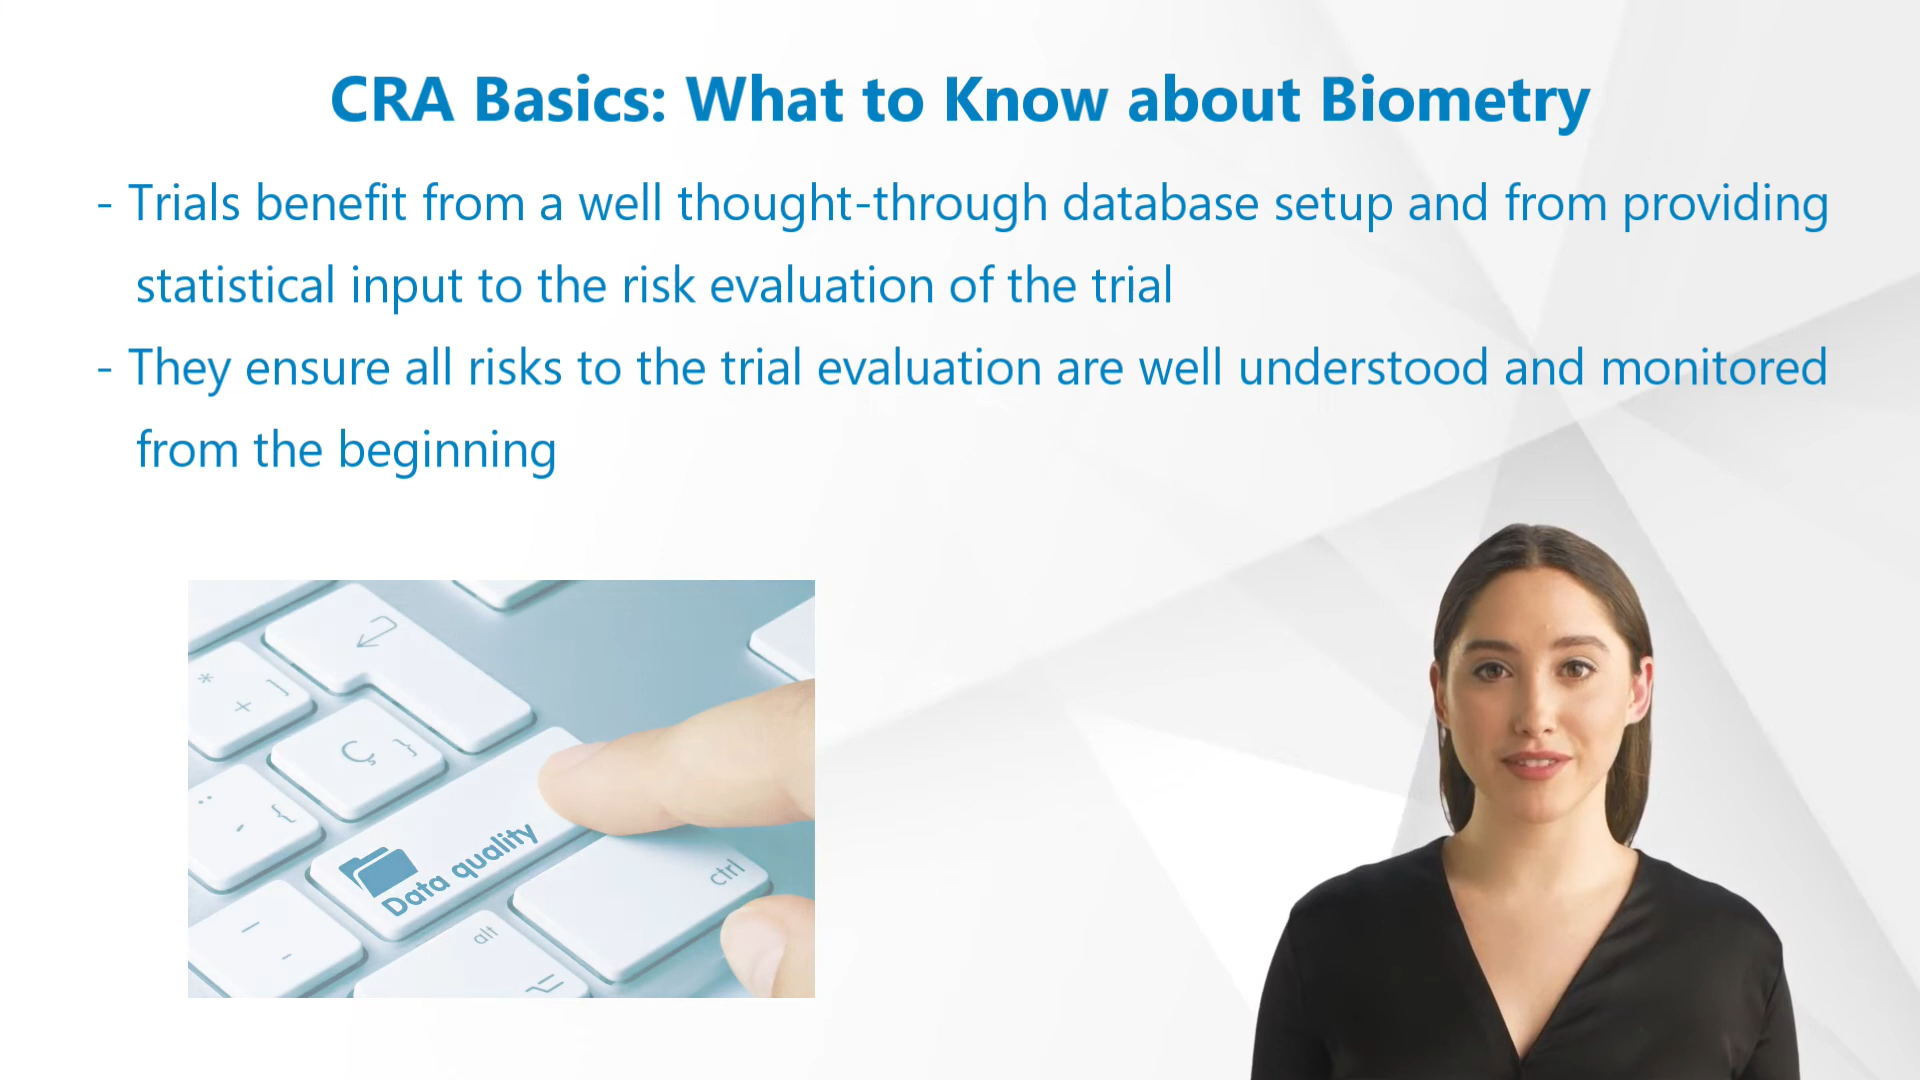 CRA Basics: What to Know about Biometry
- Trials benefit from a well thought-through database setup and from providing
statistical input to the risk evaluation of the trial
- They ensure all risks to the trial evaluation are well understood and monitored
from the beginning
* + ]
Ç }
¨ ´ {
Data quality
ctrl
— -
alt